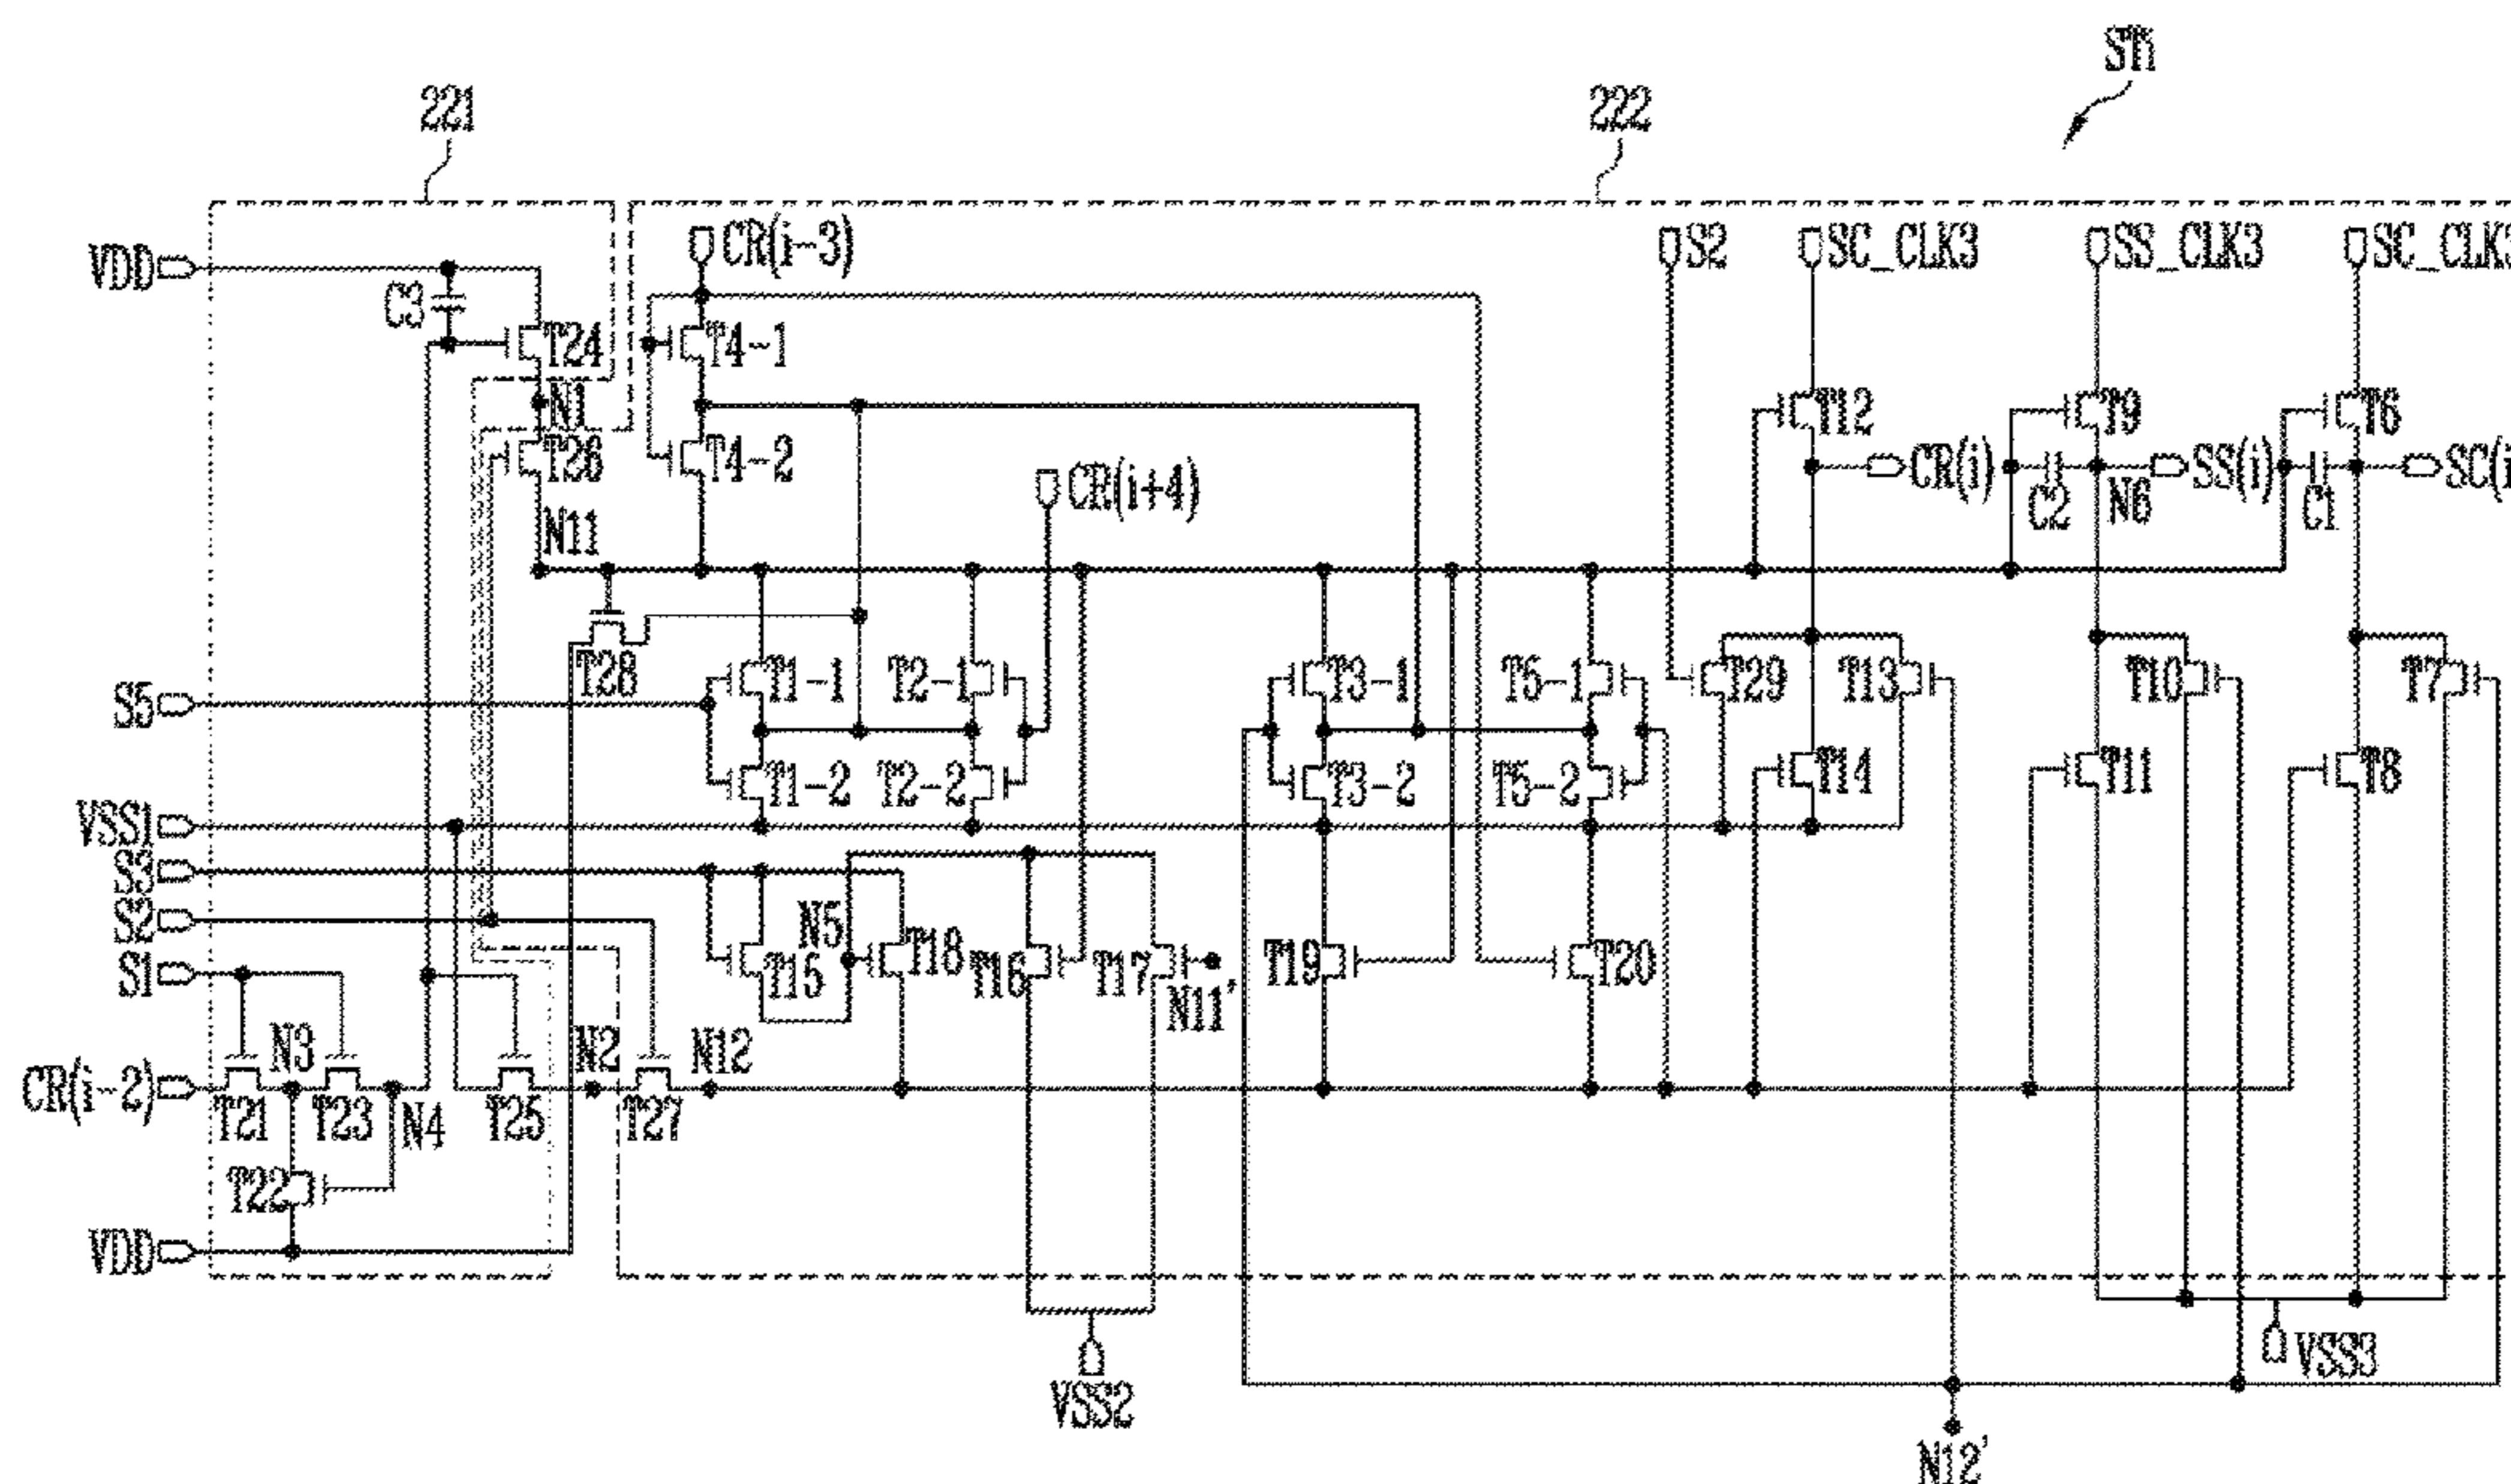 STi
221
222
VDD
CR(i-3)
S2
SC_CLK3
SS_CLK3
SC_CLK3
C3
T24
T4-1
N1
T12
T9
T6
T26
T4-2
CR(i+4)
CR(i)
C2
N6
SS(i)
C1
SC(i
N11
T28
T1-1
T2-1
T3-1
T5-1
T29
T13
T10
T7
S5
T1-2
T2-2
T3-2
T5-2
T14
T11
T8
VSS1
S3
S2
N5
T18
T16
T17
T19
T20
S1
T15
N11'
N3
N2
N12
CR(i-2)
T21
T23
N4
T25
T27
T22
VDD
VSS3
VSS2
N12'